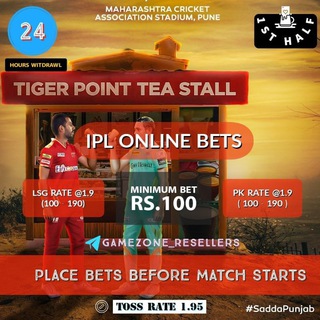 MAHARASHTRA CRICKET
ASSOCIATION STADIUM, PUNE
24
1ST HALF
HOURS WITDRAWL
TIGER POINT TEA STALL
IPL ONLINE BETS
LSG RATE @1.9
(100 190)
MINIMUM BET
RS.100
PK RATE @1.9
( 100 190 )
GAMEZONE_RESELLERS
PLACE BETS BEFORE MATCH STARTS
TOSS RATE 1.95
#SaddaPunjab